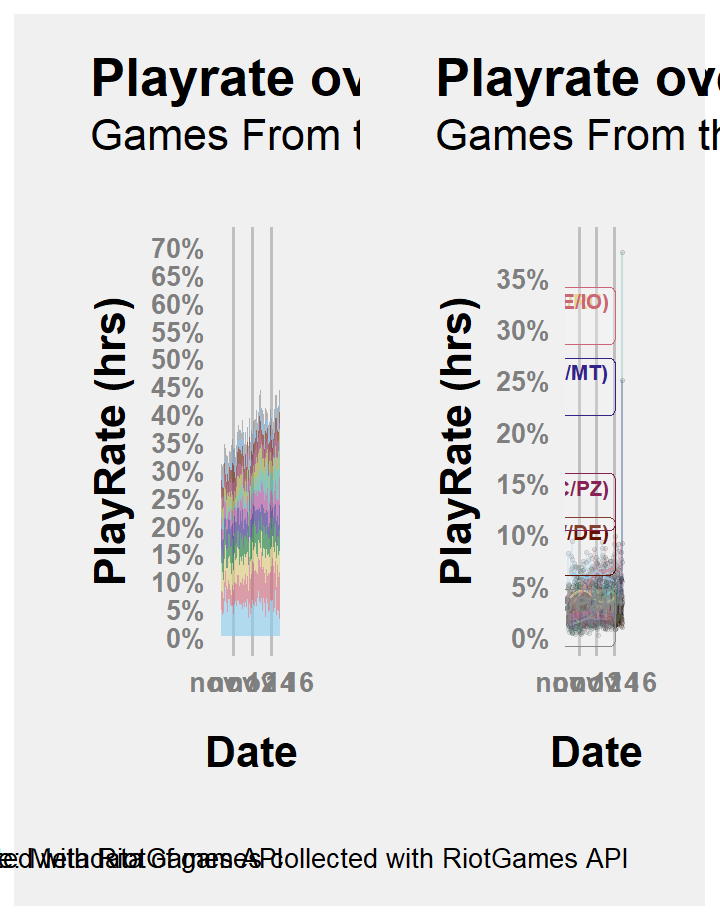 Playrate ov
Games From t
PlayRate (hrs)
70%
65%
60%
55%
50%
45%
40%
35%
30%
25%
20%
15%
10%
5%
0%
Date
Playrate ove
Games From th
PlayRate (hrs)
35%
30%
25%
20%
15%
10%
5%
0%
E/IO)
/MT)
C/PZ)
/DE)
Date
collected with RiotGames API